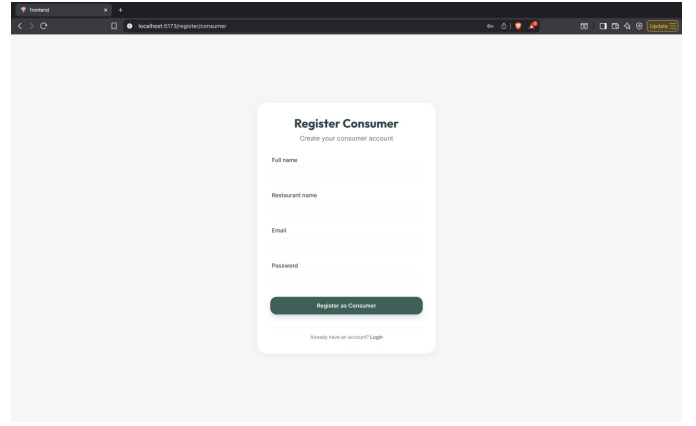 frontend
localhost:5173/register/consumer
Update
Register Consumer
Create your consumer account
Full name
Restaurant name
Email
Password
Register as Consumer
Already have an account? Login